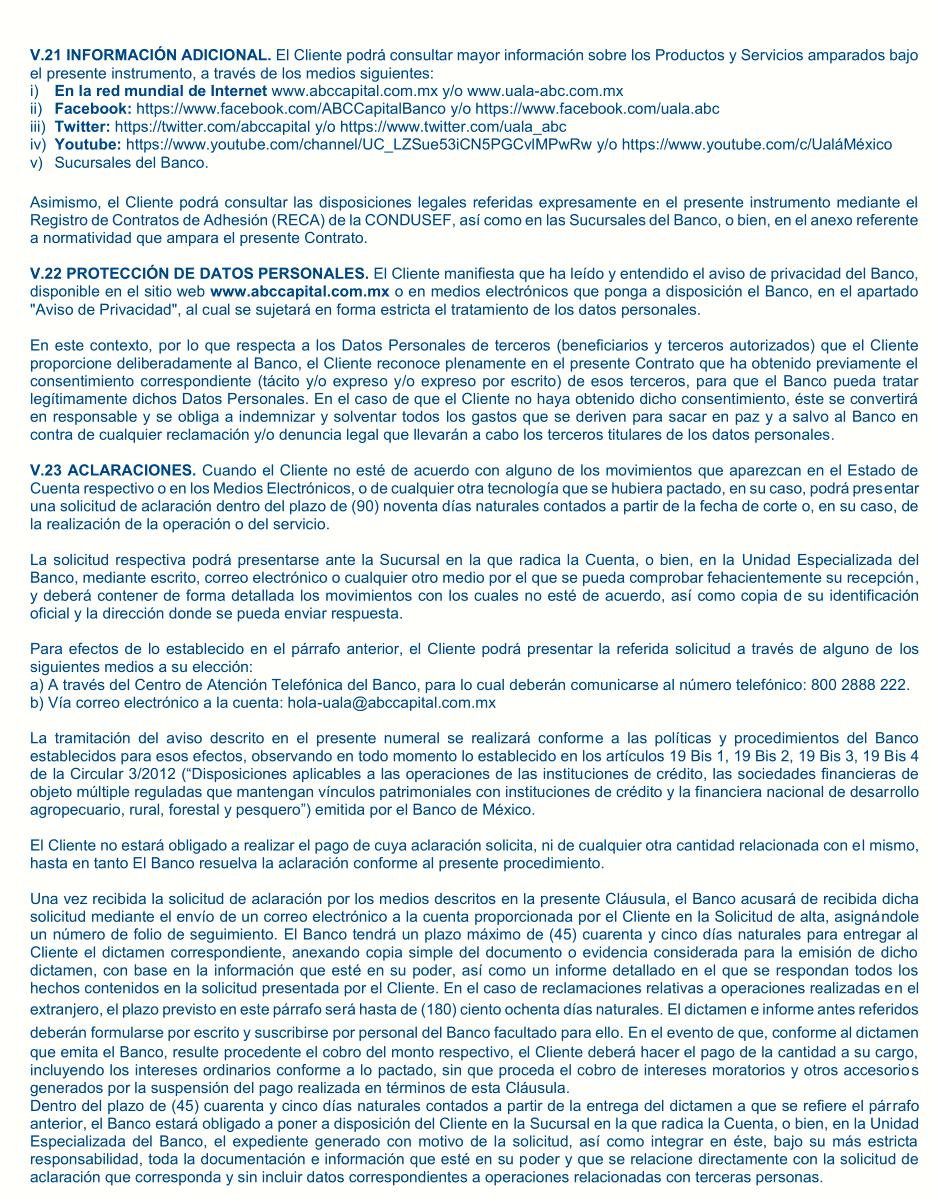 V.21 INFORMACIÓN ADICIONAL. El Cliente podrá consultar mayor información sobre los Productos y Servicios amparados bajo
el presente instrumento, a través de los medios siguientes:
i) En la red mundial de Internet www.abccapital.com.mx y/o www.uala-abc.com.mx
ii) Facebook: https://www.facebook.com/ABCCapitalBanco y/o https://www.facebook.com/uala.abc
iii) Twitter: https://twitter.com/abccapital y/o https://www.twitter.com/uala_abc
iv) Youtube: https://www.youtube.com/channel/UC_LZSue53iCN5PGCvlMPwRw y/o https://www.youtube.com/c/UaláMéxico
v) Sucursales del Banco.
Asimismo, el Cliente podrá consultar las disposiciones legales referidas expresamente en el presente instrumento mediante el
Registro de Contratos de Adhesión (RECA) de la CONDUSEF, así como en las Sucursales del Banco, o bien, en el anexo referente
a normatividad que ampara el presente Contrato.
V.22 PROTECCIÓN DE DATOS PERSONALES. El Cliente manifiesta que ha leído y entendido el aviso de privacidad del Banco,
disponible en el sitio web www.abccapital.com.mx o en medios electrónicos que ponga a disposición el Banco, en el apartado
"Aviso de Privacidad", al cual se sujetará en forma estricta el tratamiento de los datos personales.
En este contexto, por lo que respecta a los Datos Personales de terceros (beneficiarios y terceros autorizados) que el Cliente
proporcione deliberadamente al Banco, el Cliente reconoce plenamente en el presente Contrato que ha obtenido previamente el
consentimiento correspondiente (tácito y/o expreso y/o expreso por escrito) de esos terceros, para que el Banco pueda tratar
legítimamente dichos Datos Personales. En el caso de que el Cliente no haya obtenido dicho consentimiento, éste se convertirá
en responsable y se obliga a indemnizar y solventar todos los gastos que se deriven para sacar en paz y a salvo al Banco en
contra de cualquier reclamación y/o denuncia legal que llevarán a cabo los terceros titulares de los datos personales.
V.23 ACLARACIONES. Cuando el Cliente no esté de acuerdo con alguno de los movimientos que aparezcan en el Estado de
Cuenta respectivo o en los Medios Electrónicos, o de cualquier otra tecnología que se hubiera pactado, en su caso, podrá presentar
una solicitud de aclaración dentro del plazo de (90) noventa días naturales contados a partir de la fecha de corte o, en su caso, de
la realización de la operación o del servicio.
La solicitud respectiva podrá presentarse ante la Sucursal en la que radica la Cuenta, o bien, en la Unidad Especializada del
Banco, mediante escrito, correo electrónico o cualquier otro medio por el que se pueda comprobar fehacientemente su recepción,
y deberá contener de forma detallada los movimientos con los cuales no esté de acuerdo, así como copia de su identificación
oficial y la dirección donde se pueda enviar respuesta.
Para efectos de lo establecido en el párrafo anterior, el Cliente podrá presentar la referida solicitud a través de alguno de los
siguientes medios a su elección:
a) A través del Centro de Atención Telefónica del Banco, para lo cual deberán comunicarse al número telefónico: 800 2888 222.
b) Vía correo electrónico a la cuenta: hola-uala@abccapital.com.mx
La tramitación del aviso descrito en el presente numeral se realizará conforme a las políticas y procedimientos del Banco
establecidos para esos efectos, observando en todo momento lo establecido en los artículos 19 Bis 1, 19 Bis 2, 19 Bis 3, 19 Bis 4
de la Circular 3/2012 (“Disposiciones aplicables a las operaciones de las instituciones de crédito, las sociedades financieras de
objeto múltiple reguladas que mantengan vínculos patrimoniales con instituciones de crédito y la financiera nacional de desarrollo
agropecuario, rural, forestal y pesquero”) emitida por el Banco de México.
El Cliente no estará obligado a realizar el pago de cuya aclaración solicita, ni de cualquier otra cantidad relacionada con el mismo,
hasta en tanto El Banco resuelva la aclaración conforme al presente procedimiento.
Una vez recibida la solicitud de aclaración por los medios descritos en la presente Cláusula, el Banco acusará de recibida dicha
solicitud mediante el envío de un correo electrónico a la cuenta proporcionada por el Cliente en la Solicitud de alta, asignándole
un número de folio de seguimiento. El Banco tendrá un plazo máximo de (45) cuarenta y cinco días naturales para entregar al
Cliente el dictamen correspondiente, anexando copia simple del documento o evidencia considerada para la emisión de dicho
dictamen, con base en la información que esté en su poder, así como un informe detallado en el que se respondan todos los
hechos contenidos en la solicitud presentada por el Cliente. En el caso de reclamaciones relativas a operaciones realizadas en el
extranjero, el plazo previsto en este párrafo será hasta de (180) ciento ochenta días naturales. El dictamen e informe antes referidos
deberán formularse por escrito y suscribirse por personal del Banco facultado para ello. En el evento de que, conforme al dictamen
que emita el Banco, resulte procedente el cobro del monto respectivo, el Cliente deberá hacer el pago de la cantidad a su cargo,
incluyendo los intereses ordinarios conforme a lo pactado, sin que proceda el cobro de intereses moratorios y otros accesorios
generados por la suspensión del pago realizada en términos de esta Cláusula.
Dentro del plazo de (45) cuarenta y cinco días naturales contados a partir de la entrega del dictamen a que se refiere el párrafo
anterior, el Banco estará obligado a poner a disposición del Cliente en la Sucursal en la que radica la Cuenta, o bien, en la Unidad
Especializada del Banco, el expediente generado con motivo de la solicitud, así como integrar en éste, bajo su más estricta
responsabilidad, toda la documentación e información que esté en su poder y que se relacione directamente con la solicitud de
aclaración que corresponda y sin incluir datos correspondientes a operaciones relacionadas con terceras personas.